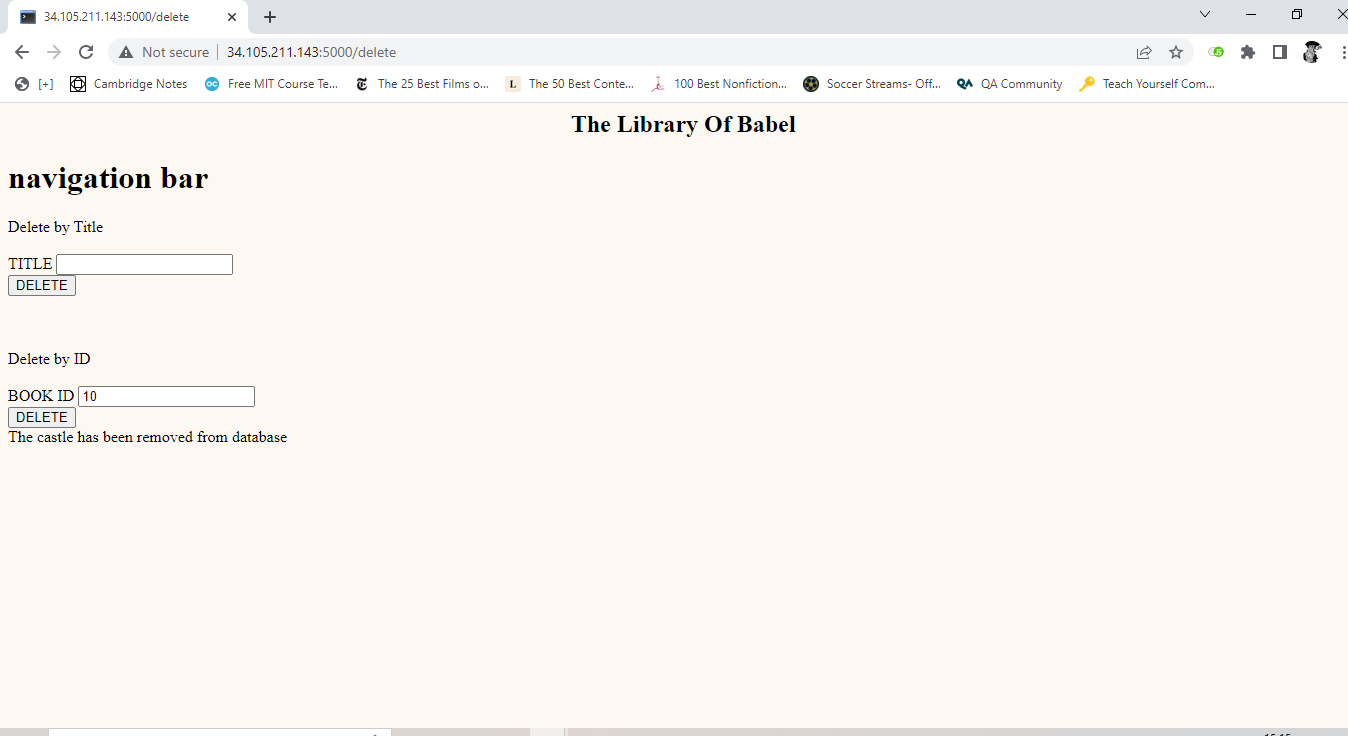 34.105.211.143:5000/delete
Not secure 34.105.211.143:5000/delete
[+] Cambridge Notes Free MIT Course Te... The 25 Best Films o... The 50 Best Conte... 100 Best Nonfiction... Soccer Streams- Off... QA Community Teach Yourself Com...
The Library Of Babel
navigation bar
Delete by Title
TITLE
DELETE
Delete by ID
BOOK ID 10
DELETE
The castle has been removed from database